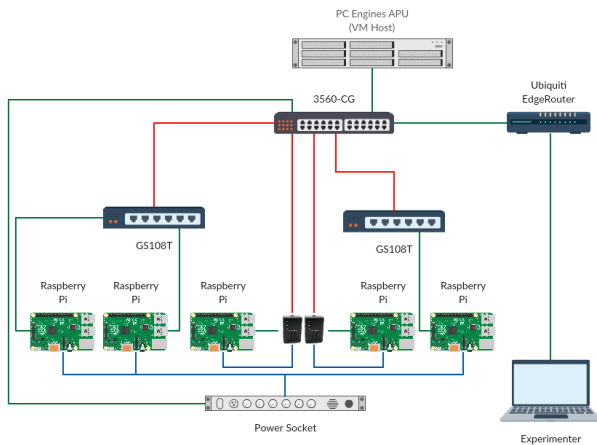 PC Engines APU
(VM Host)
3560-CG
Ubiquiti
EdgeRouter
GS108T
GS108T
Raspberry
Pi
Raspberry
Pi
Raspberry
Pi
Raspberry
Pi
Raspberry
Pi
Power Socket
Experimenter